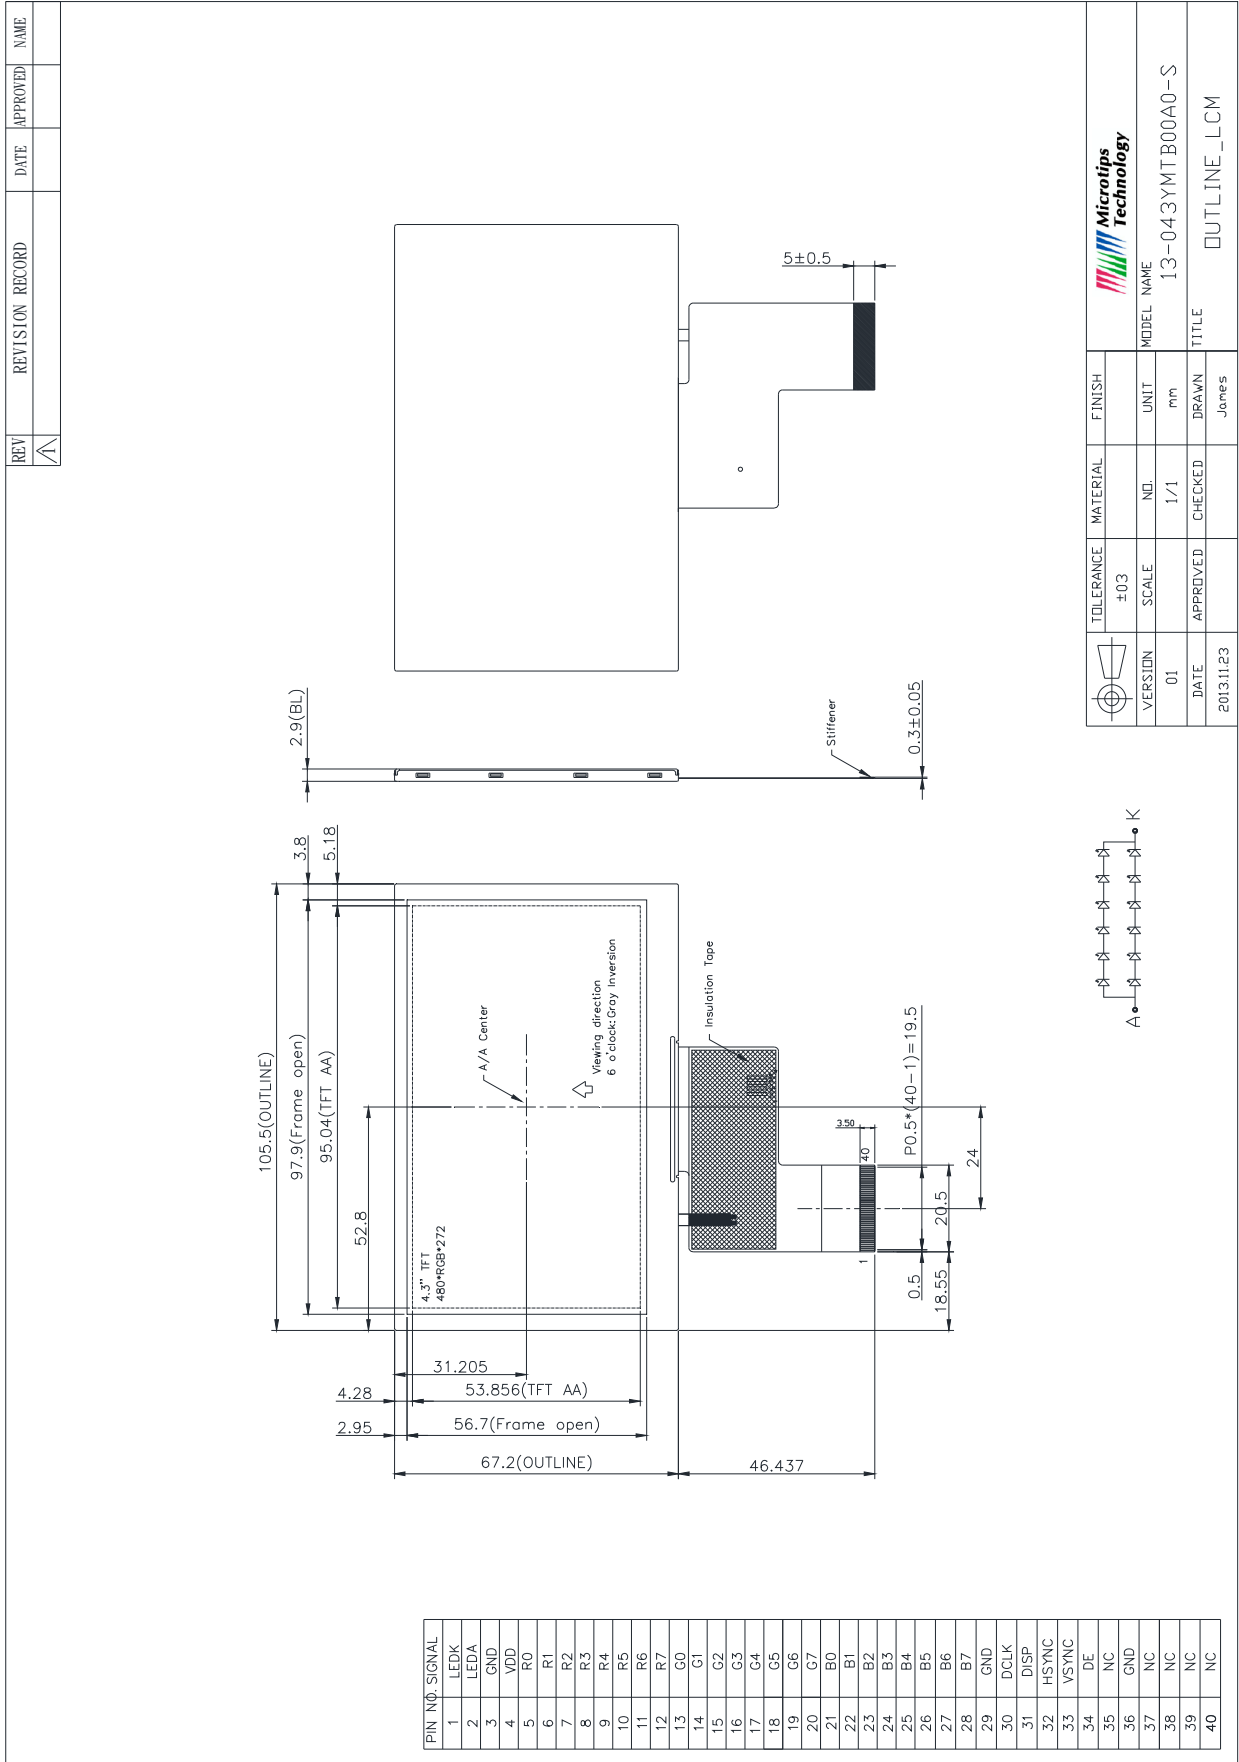 REV
REVISION RECORD
DATE
APPROVED
NAME
1
105.5(OUTLINE)
97.9(Frame open)
95.04(TFT AA)
52.8
3.8
5.18
2.9(BL)
31.205
4.28
53.856(TFT AA)
2.95
56.7(Frame open)
67.2(OUTLINE)
46.437
4.3" TFT
480*RGB*272
A/A Center
Viewing direction
6 o'clock:Gray Inversion
Insulation Tape
3.50
1
40
P0.5*(40-1)=19.5
0.5
20.5
18.55
24
Stiffener
0.3±0.05
5±0.5
A
K
PIN NO. SIGNAL
1 LEDK
2 LEDA
3 GND
4 VDD
5 R0
6 R1
7 R2
8 R3
9 R4
10 R5
11 R6
12 R7
13 G0
14 G1
15 G2
16 G3
17 G4
18 G5
19 G6
20 G7
21 B0
22 B1
23 B2
24 B3
25 B4
26 B5
27 B6
28 B7
29 GND
30 DCLK
31 DISP
32 HSYNC
33 VSYNC
34 DE
35 NC
36 GND
37 NC
38 NC
39 NC
40 NC
TOLERANCE
MATERIAL
FINISH
±03
Microtips
Technology
VERSION
SCALE
NO.
UNIT
MODEL NAME
01
1/1
mm
13-043YMTB00A0-S
DATE
APPROVED
CHECKED
DRAWN
TITLE
2013.11.23
James
OUTLINE_LCM